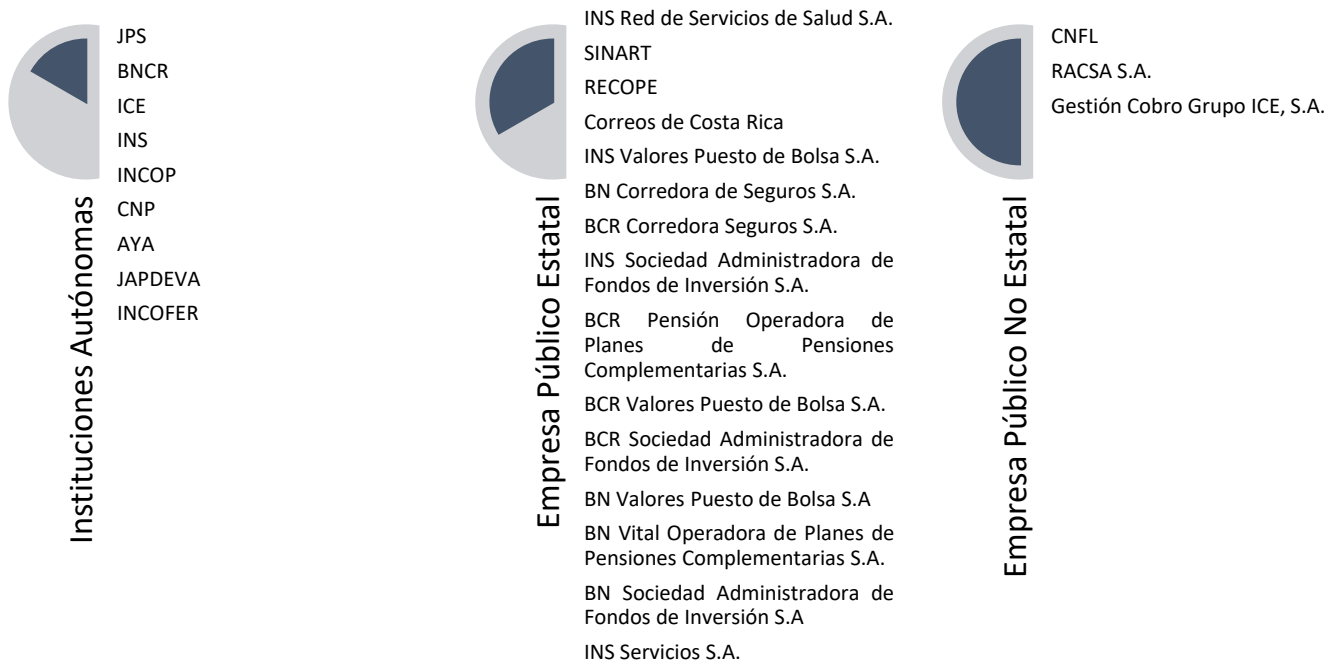 Instituciones Autónomas
JPS
BNCR
ICE
INS
INCOP
CNP
AYA
JAPDEVA
INCOFER
Empresa Público Estatal
INS Red de Servicios de Salud S.A.
SINART
RECOPE
Correos de Costa Rica
INS Valores Puesto de Bolsa S.A.
BN Corredora de Seguros S.A.
BCR Corredora Seguros S.A.
INS Sociedad Administradora de
Fondos de Inversión S.A.
BCR Pensión Operadora de
Planes de Pensiones
Complementarias S.A.
BCR Valores Puesto de Bolsa S.A.
BCR Sociedad Administradora de
Fondos de Inversión S.A.
BN Valores Puesto de Bolsa S.A
BN Vital Operadora de Planes de
Pensiones Complementarias S.A.
BN Sociedad Administradora de
Fondos de Inversión S.A
INS Servicios S.A.
Empresa Público No Estatal
CNFL
RACSA S.A.
Gestión Cobro Grupo ICE, S.A.